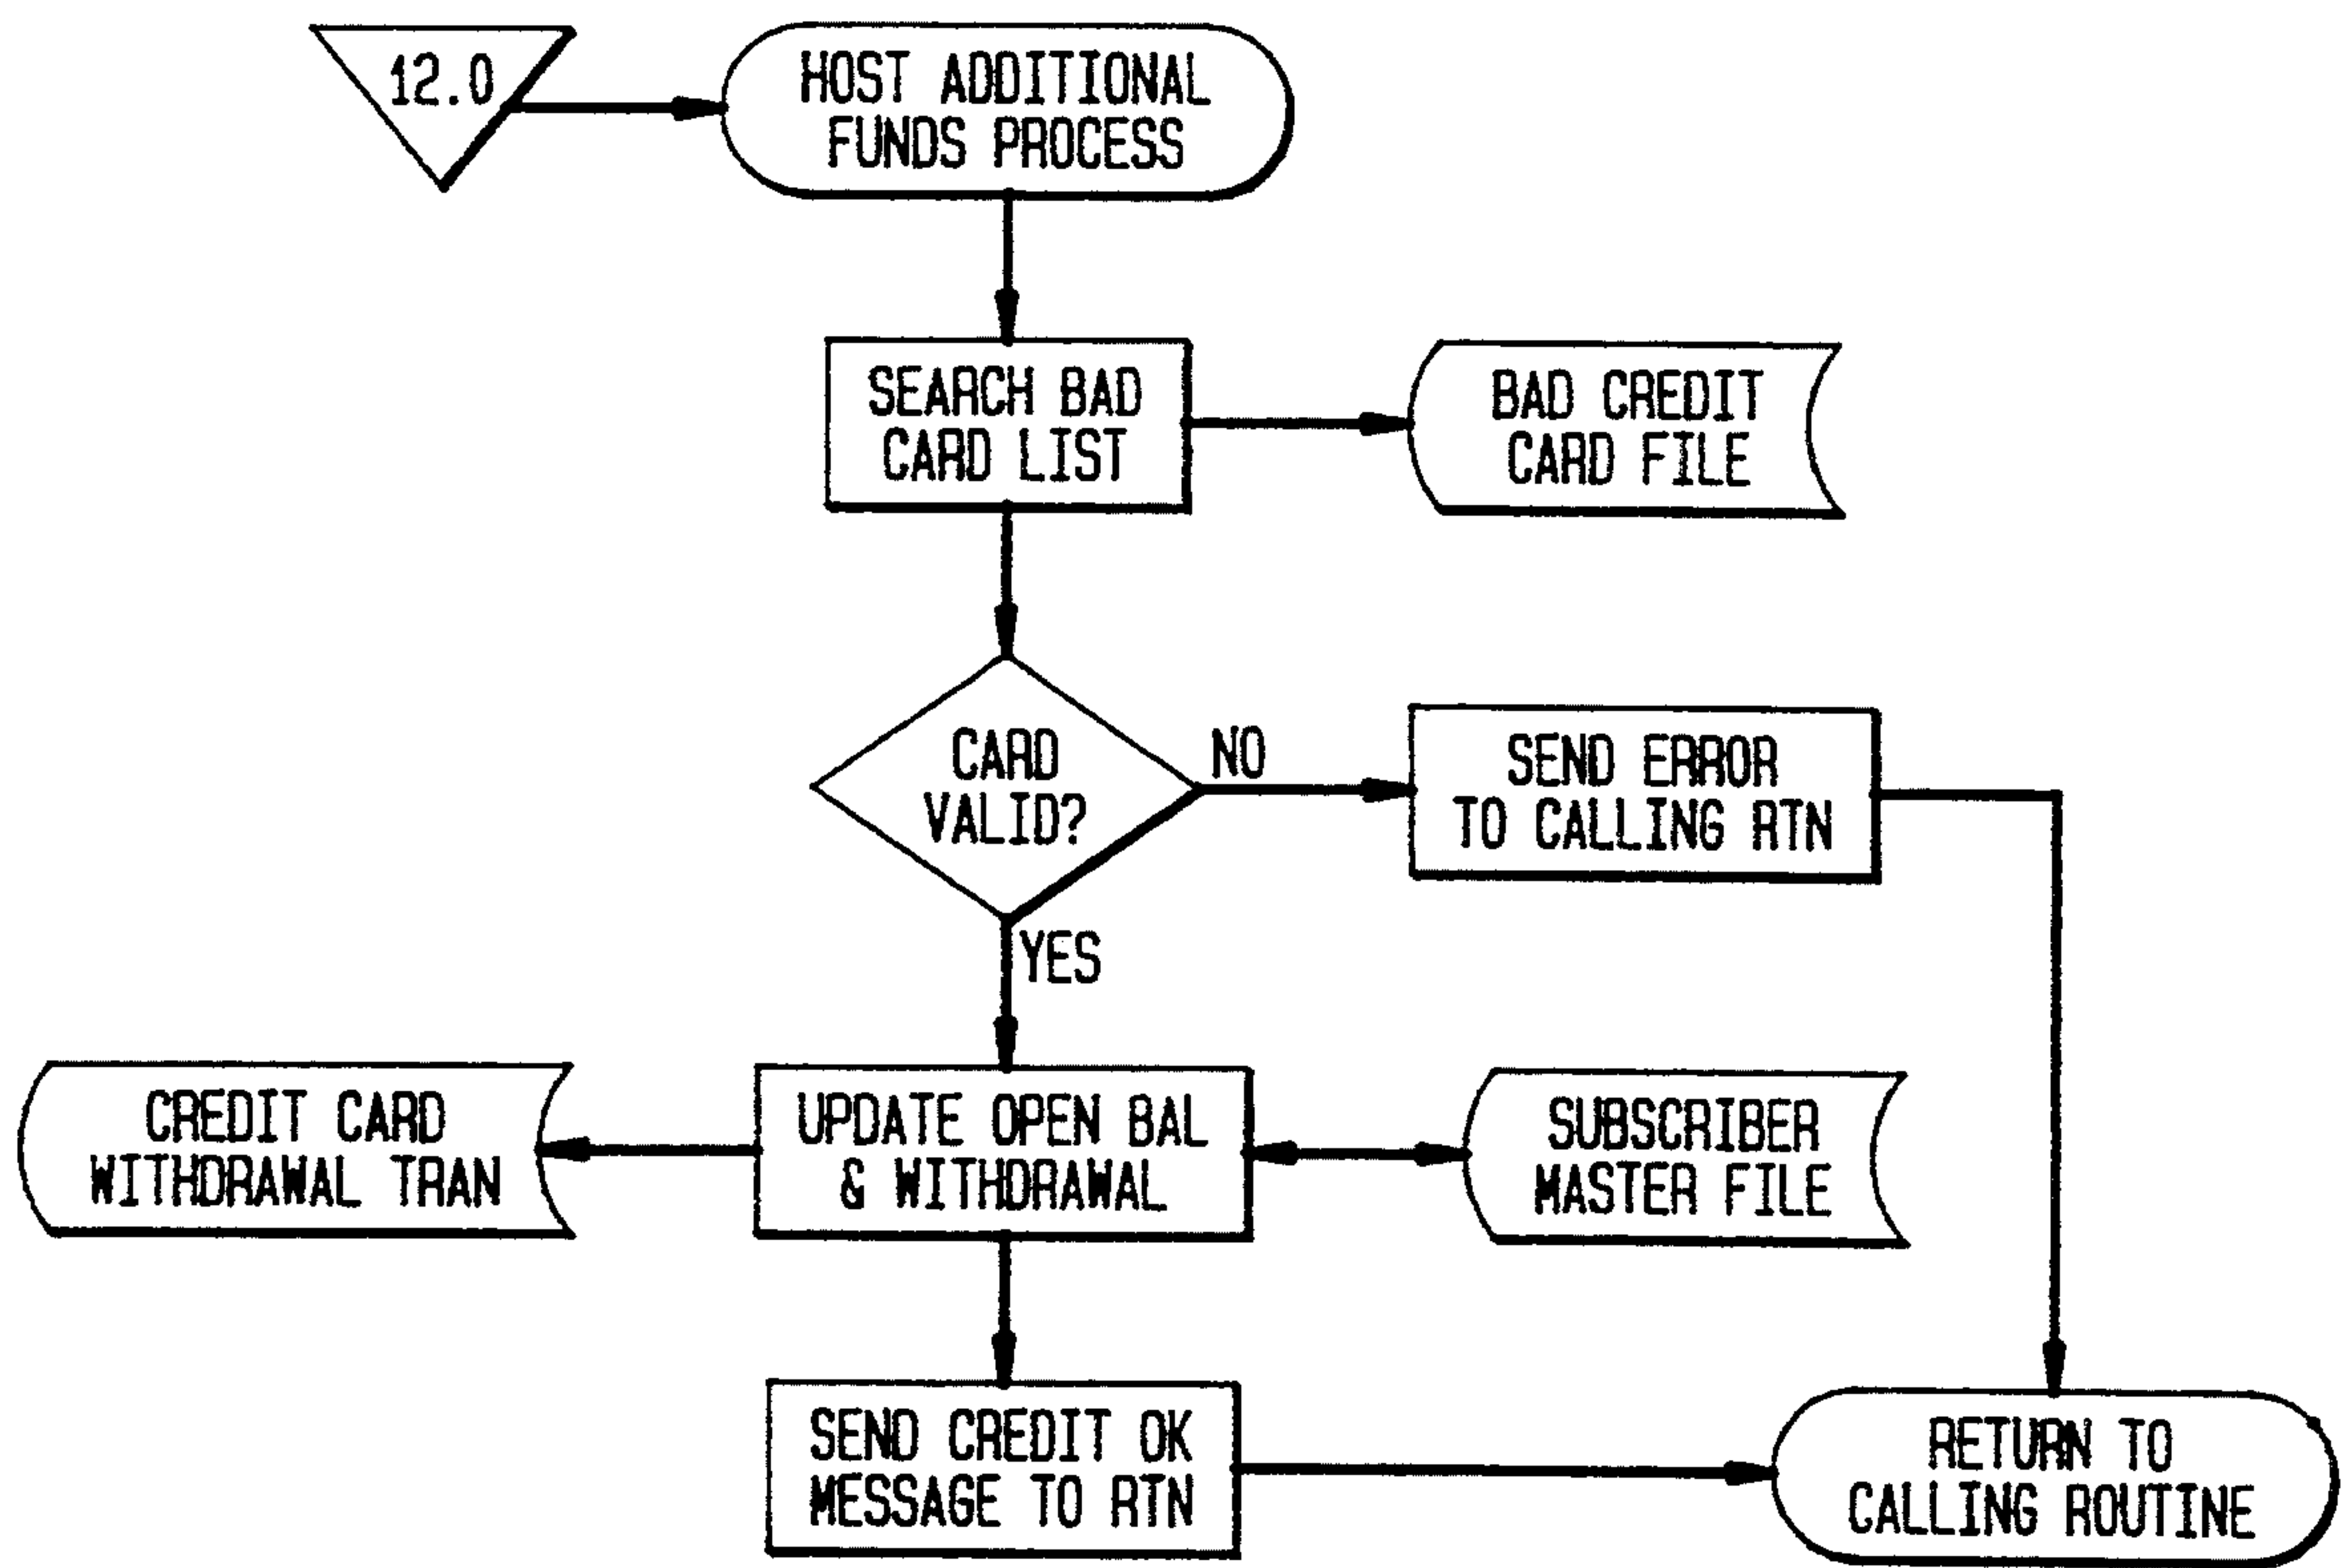 12.0
HOST ADDITIONAL
FUNDS PROCESS
SEARCH BAD
CARD LIST
BAD CREDIT
CARD FILE
CARD
VALID?
NO
SEND ERROR
TO CALLING RTN
YES
CREDIT CARD
WITHDRAWAL TRAN
UPDATE OPEN BAL
& WITHDRAWAL
SUBSCRIBER
MASTER FILE
SEND CREDIT OK
MESSAGE TO RTN
RETURN TO
CALLING ROUTINE